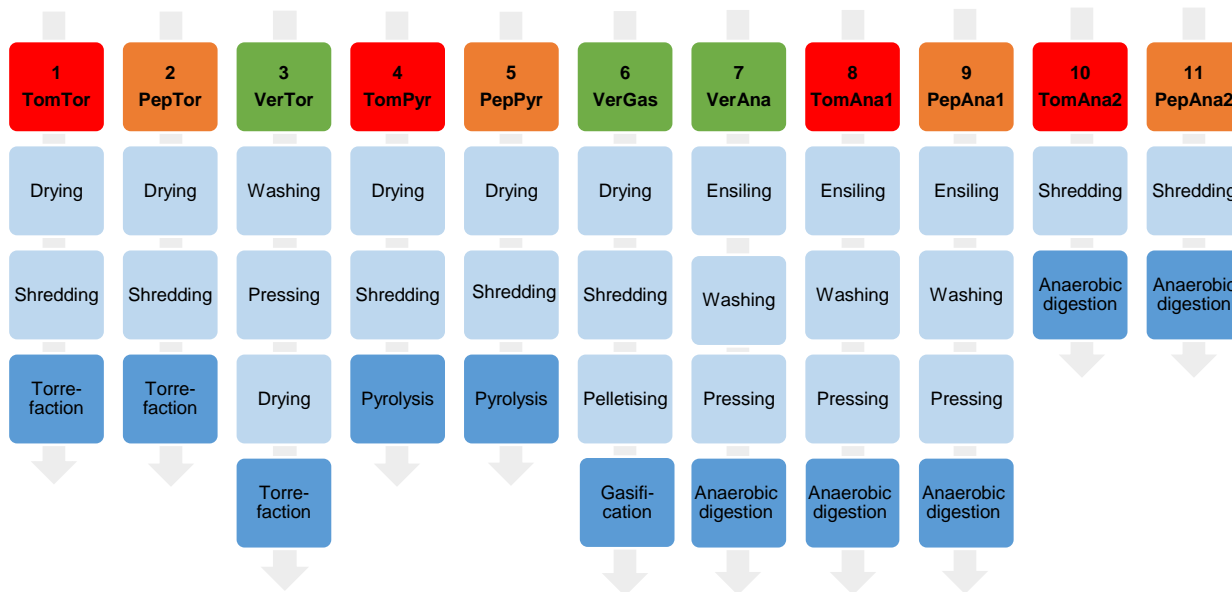 1
TomTor
2
PepTor
3
VerTor
4
TomPyr
5
PepPyr
6
VerGas
7
VerAna
8
TomAna1
9
PepAna1
10
TomAna2
11
PepAna2
Drying
Drying
Washing
Drying
Drying
Drying
Ensiling
Ensiling
Ensiling
Shredding
Shredding
Shredding
Shredding
Pressing
Shredding
Shredding
Shredding
Washing
Washing
Washing
Anaerobic
digestion
Anaerobic
digestion
Torre-
faction
Torre-
faction
Drying
Pyrolysis
Pyrolysis
Pelletising
Pressing
Pressing
Pressing
Torre-
faction
Gasifi-
cation
Anaerobic
digestion
Anaerobic
digestion
Anaerobic
digestion